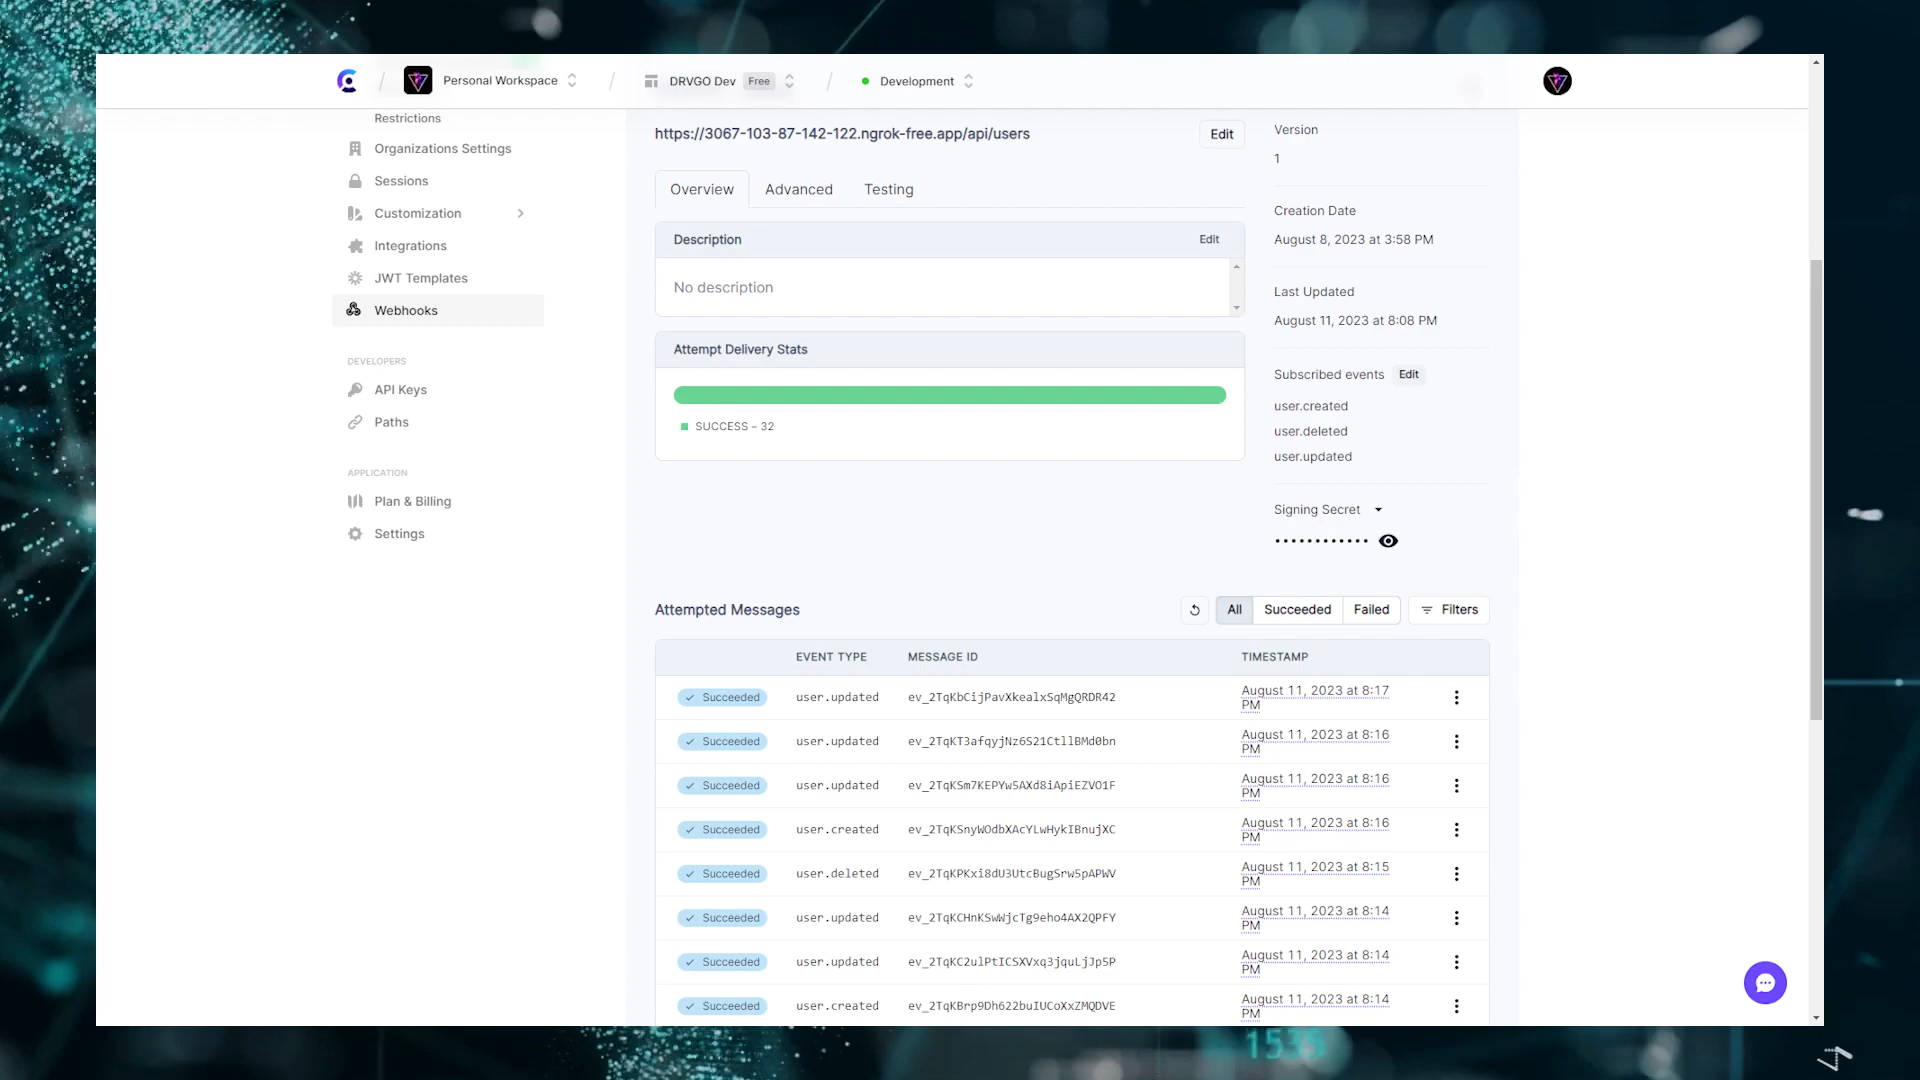 / Personal Workspace / DRVGO Dev Free / Development
Restrictions
Organizations Settings
Sessions
Customization
Integrations
JWT Templates
Webhooks
DEVELOPERS
API Keys
Paths
APPLICATION
Plan & Billing
Settings
https://3067-103-87-142-122.ngrok-free.app/api/users Edit
Overview Advanced Testing
Description Edit
No description
Attempt Delivery Stats
SUCCESS – 32
Version
1
Creation Date
August 8, 2023 at 3:58 PM
Last Updated
August 11, 2023 at 8:08 PM
Subscribed events Edit
user.created
user.deleted
user.updated
Signing Secret
••••••••••••
Attempted Messages All Succeeded Failed Filters
EVENT TYPE MESSAGE ID TIMESTAMP
Succeeded user.updated ev_2TqKbCijPavXkealxSqMgQRDR42 August 11, 2023 at 8:17
PM
Succeeded user.updated ev_2TqKT3afqyjNz6S21CtllBMd0bn August 11, 2023 at 8:16
PM
Succeeded user.updated ev_2TqKSm7KEPYw5AXd8iApiEZVO1F August 11, 2023 at 8:16
PM
Succeeded user.created ev_2TqKSnyWOdbXAcYLwHykIBnujXC August 11, 2023 at 8:16
PM
Succeeded user.deleted ev_2TqKPKxi8dU3UtcBugSrw5pAPWV August 11, 2023 at 8:15
PM
Succeeded user.updated ev_2TqKCHnKSwWjcTg9eho4AX2QPFY August 11, 2023 at 8:14
PM
Succeeded user.updated ev_2TqKC2ulPtICSXVxq3jquLjJp5P August 11, 2023 at 8:14
PM
Succeeded user.created ev_2TqKBrp9Dh622buIUCoXxZMQDVE August 11, 2023 at 8:14
PM
1535